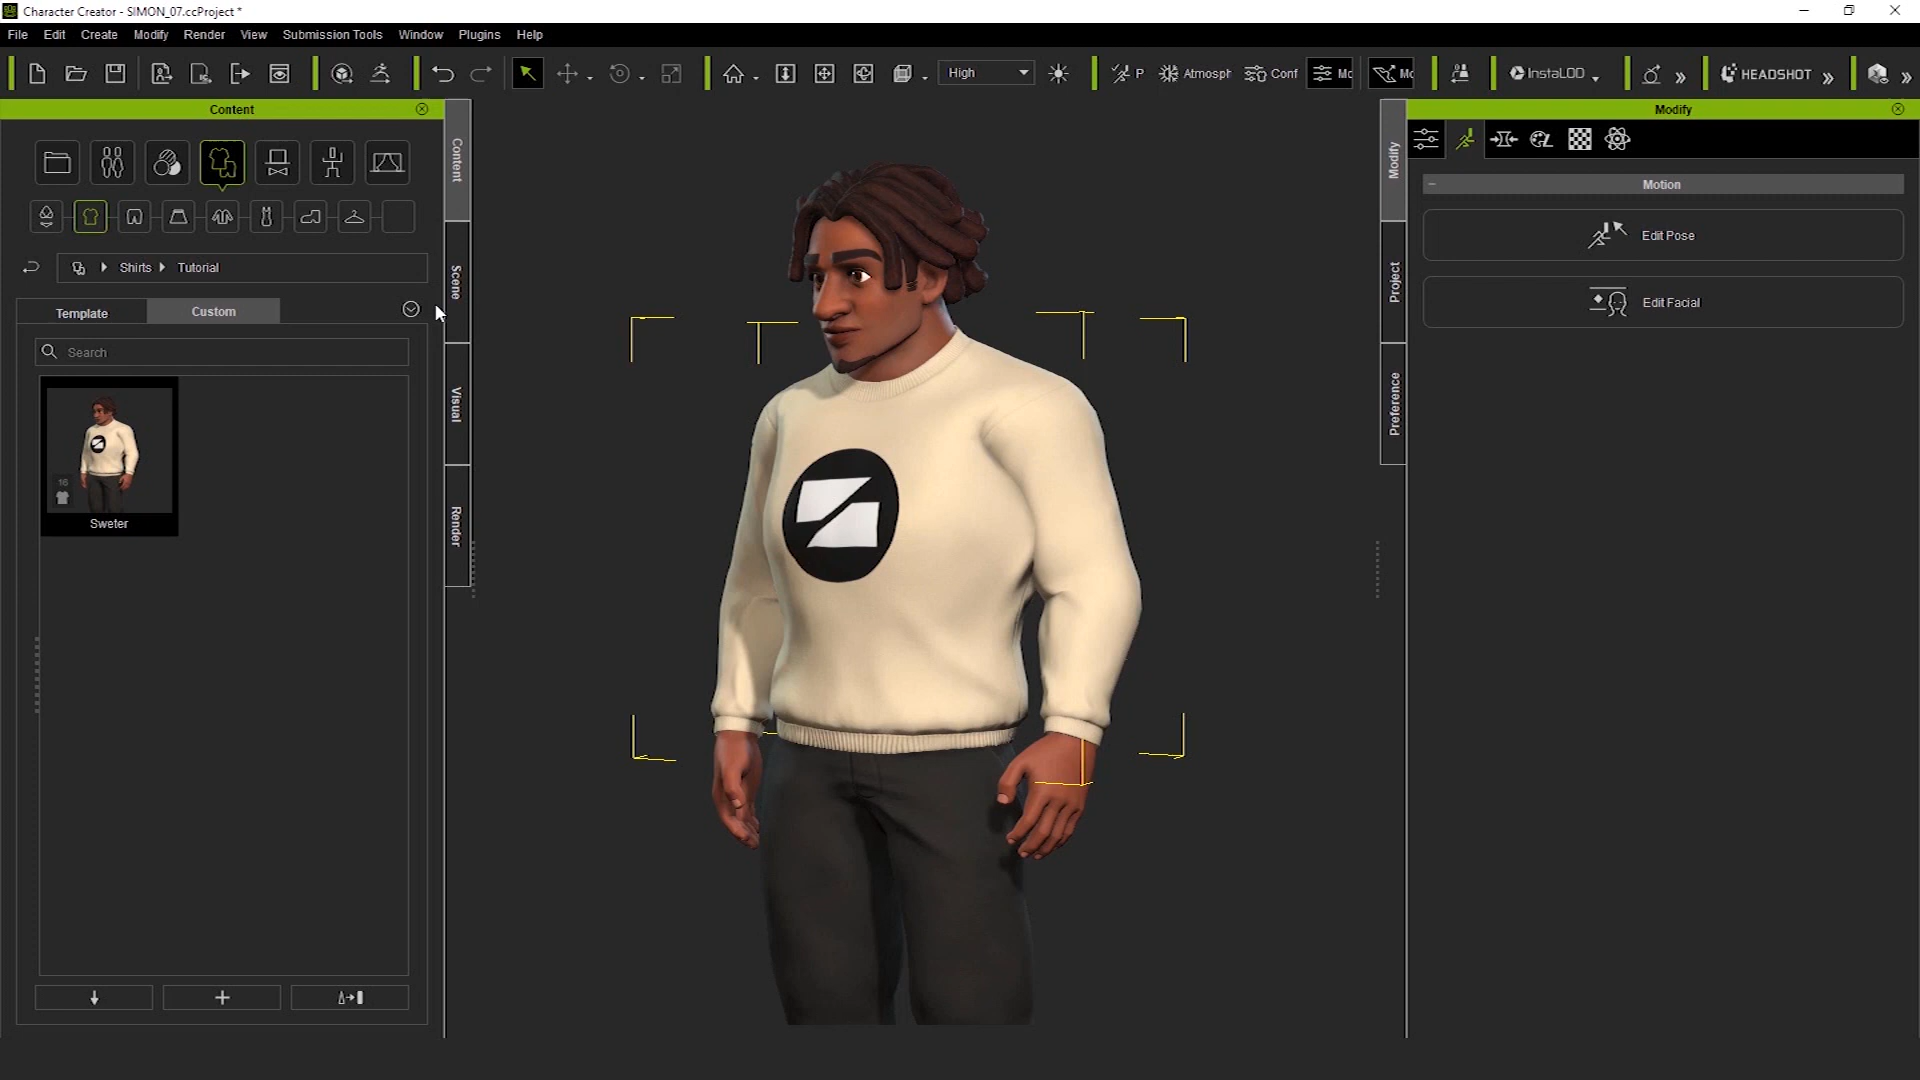 Character Creator - SIMON_07.ccProject *
File Edit Create Modify Render View Submission Tools Window Plugins Help
High
P
Atmosph
Conf
Mc
Mc
InstaLOD
HEADSHOT
Content
Modify
Content
Scene
Visual
Render
Shirts
Tutorial
Template
Custom
Search
16
Sweter
Modify
Project
Preference
Motion
Edit Pose
Edit Facial